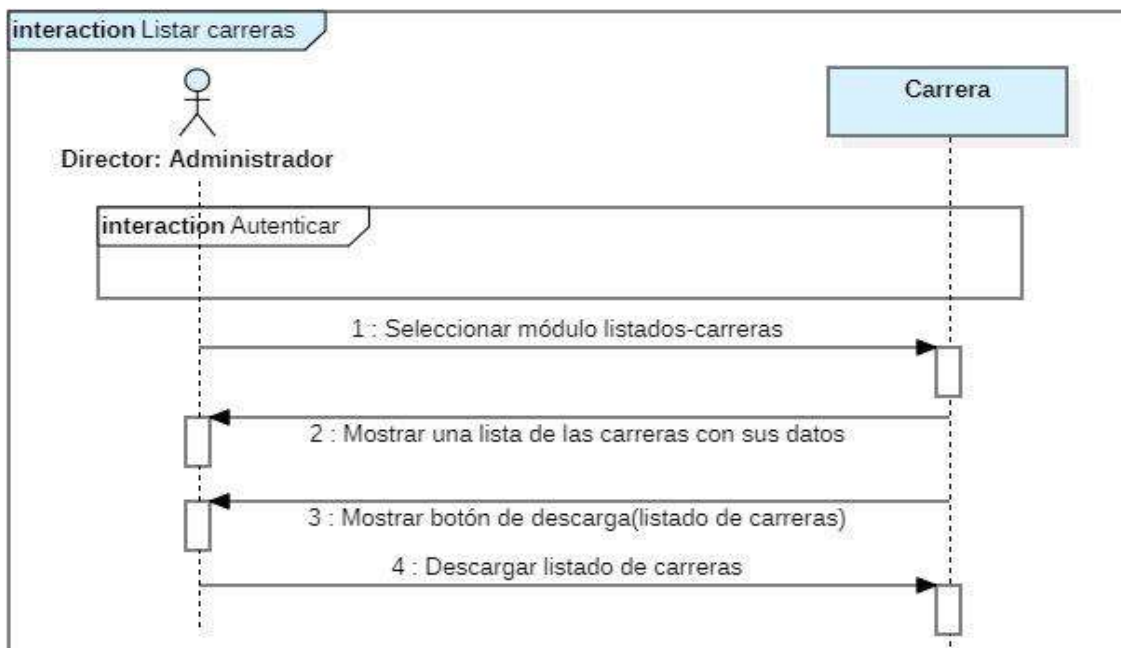 interaction Listar carreras
Carrera
Director: Administrador
interaction Autenticar
1 : Seleccionar módulo listados-carreras
2 : Mostrar una lista de las carreras con sus datos
3 : Mostrar botón de descarga(listado de carreras)
4 : Descargar listado de carreras